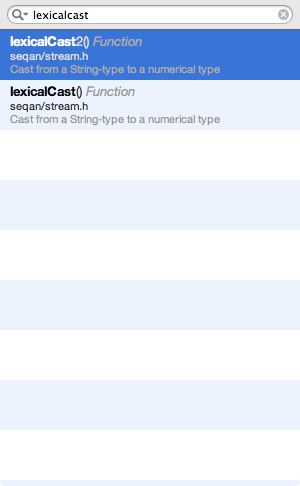 lexicalcast
lexicalCast2() Function
seqan/stream.h
Cast from a String-type to a numerical type
lexicalCast() Function
seqan/stream.h
Cast from a String-type to a numerical type